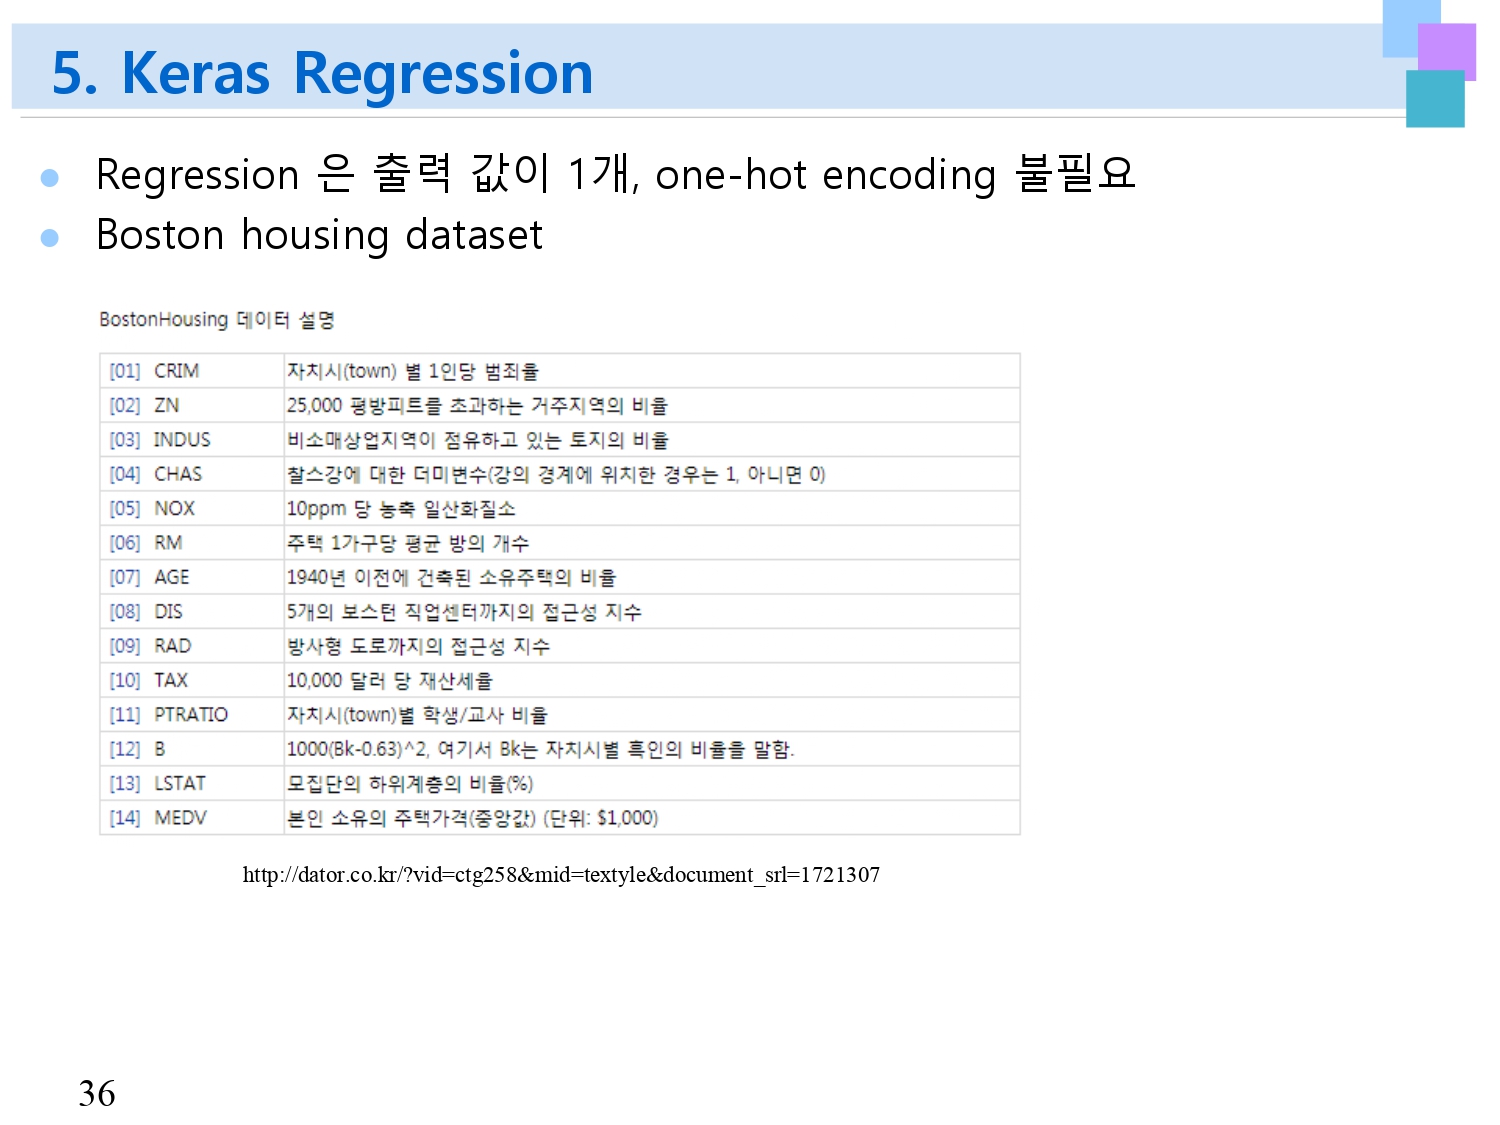 5. Keras Regression
Regression 은 출력 값이 1개, one-hot encoding 불필요
Boston housing dataset
BostonHousing 데이터 설명
[01] CRIM 자치시(town) 별 1인당 범죄율
[02] ZN 25,000 평방피트를 초과하는 거주지역의 비율
[03] INDUS 비소매상업지역이 점유하고 있는 토지의 비율
[04] CHAS 찰스강에 대한 더미변수(강의 경계에 위치한 경우는 1, 아니면 0)
[05] NOX 10ppm 당 농축 일산화질소
[06] RM 주택 1가구당 평균 방의 개수
[07] AGE 1940년 이전에 건축된 소유주택의 비율
[08] DIS 5개의 보스턴 직업센터까지의 접근성 지수
[09] RAD 방사형 도로까지의 접근성 지수
[10] TAX 10,000 달러 당 재산세율
[11] PTRATIO 자치시(town)별 학생/교사 비율
[12] B 1000(Bk-0.63)^2, 여기서 Bk는 자치시별 흑인의 비율을 말함.
[13] LSTAT 모집단의 하위계층의 비율(%)
[14] MEDV 본인 소유의 주택가격(중앙값) (단위: $1,000)
http://dator.co.kr/?vid=ctg258&mid=textyle&document_srl=1721307
36